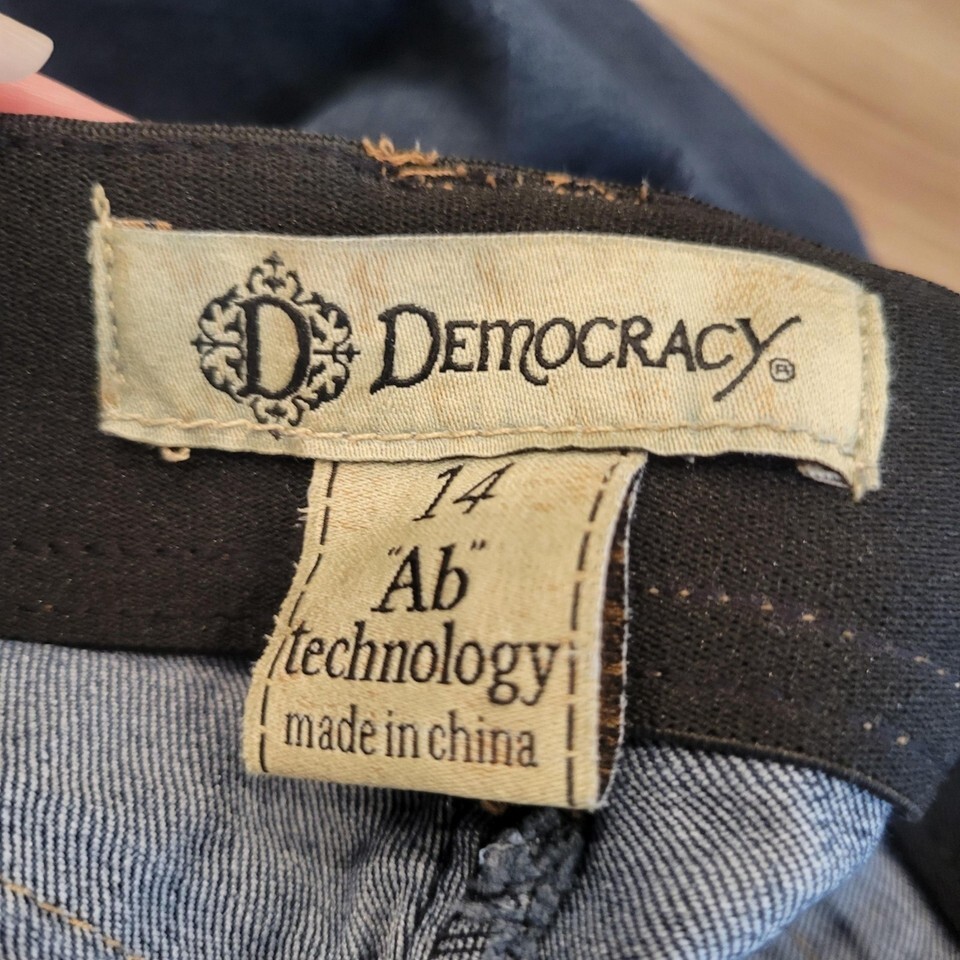 D DEMOCRACY®
14
"Ab"
technology
made in china